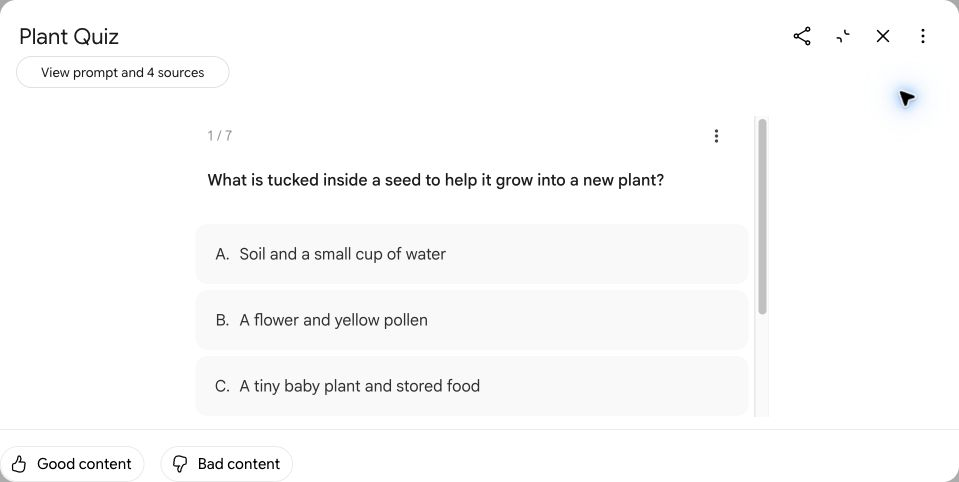 Plant Quiz
View prompt and 4 sources
1 / 7
What is tucked inside a seed to help it grow into a new plant?
A. Soil and a small cup of water
B. A flower and yellow pollen
C. A tiny baby plant and stored food
Good content
Bad content